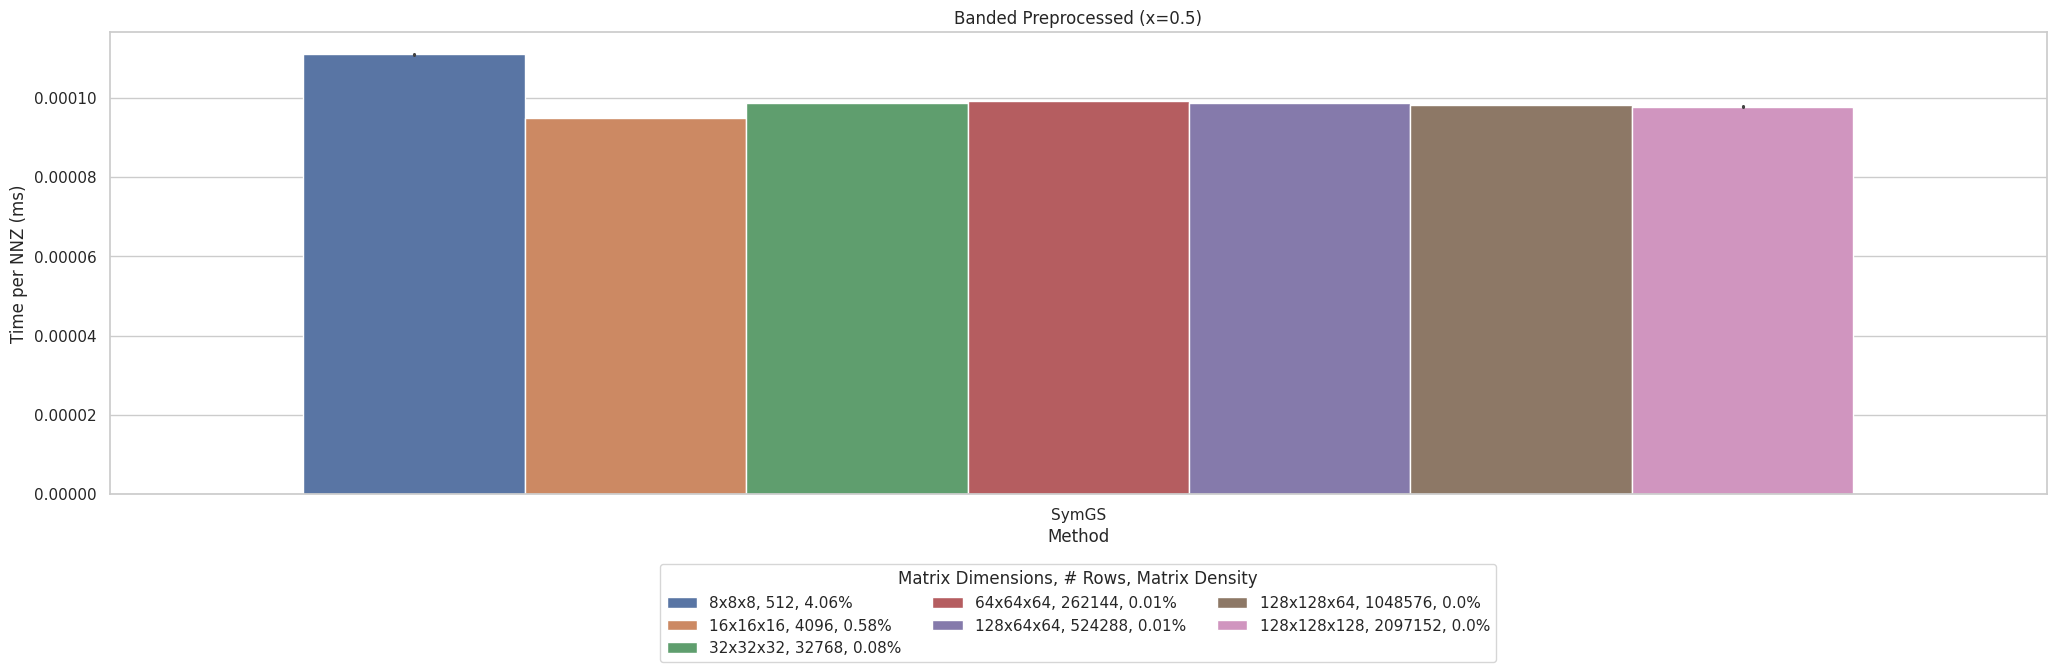 Banded Preprocessed (x=0.5)
Time per NNZ (ms)
0.00010
0.00008
0.00006
0.00004
0.00002
0.00000
SymGS
Method
Matrix Dimensions, # Rows, Matrix Density
8x8x8, 512, 4.06%
16x16x16, 4096, 0.58%
32x32x32, 32768, 0.08%
64x64x64, 262144, 0.01%
128x64x64, 524288, 0.01%
128x128x64, 1048576, 0.0%
128x128x128, 2097152, 0.0%